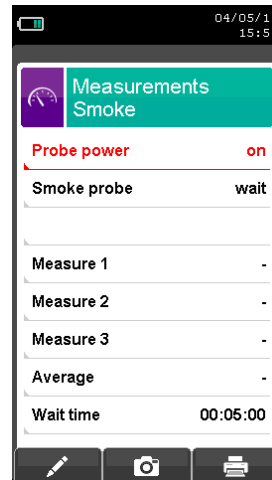 04/05/1
15:5
Measurements
Smoke
Probe power on
Smoke probe wait
Measure 1 -
Measure 2 -
Measure 3 -
Average -
Wait time 00:05:00